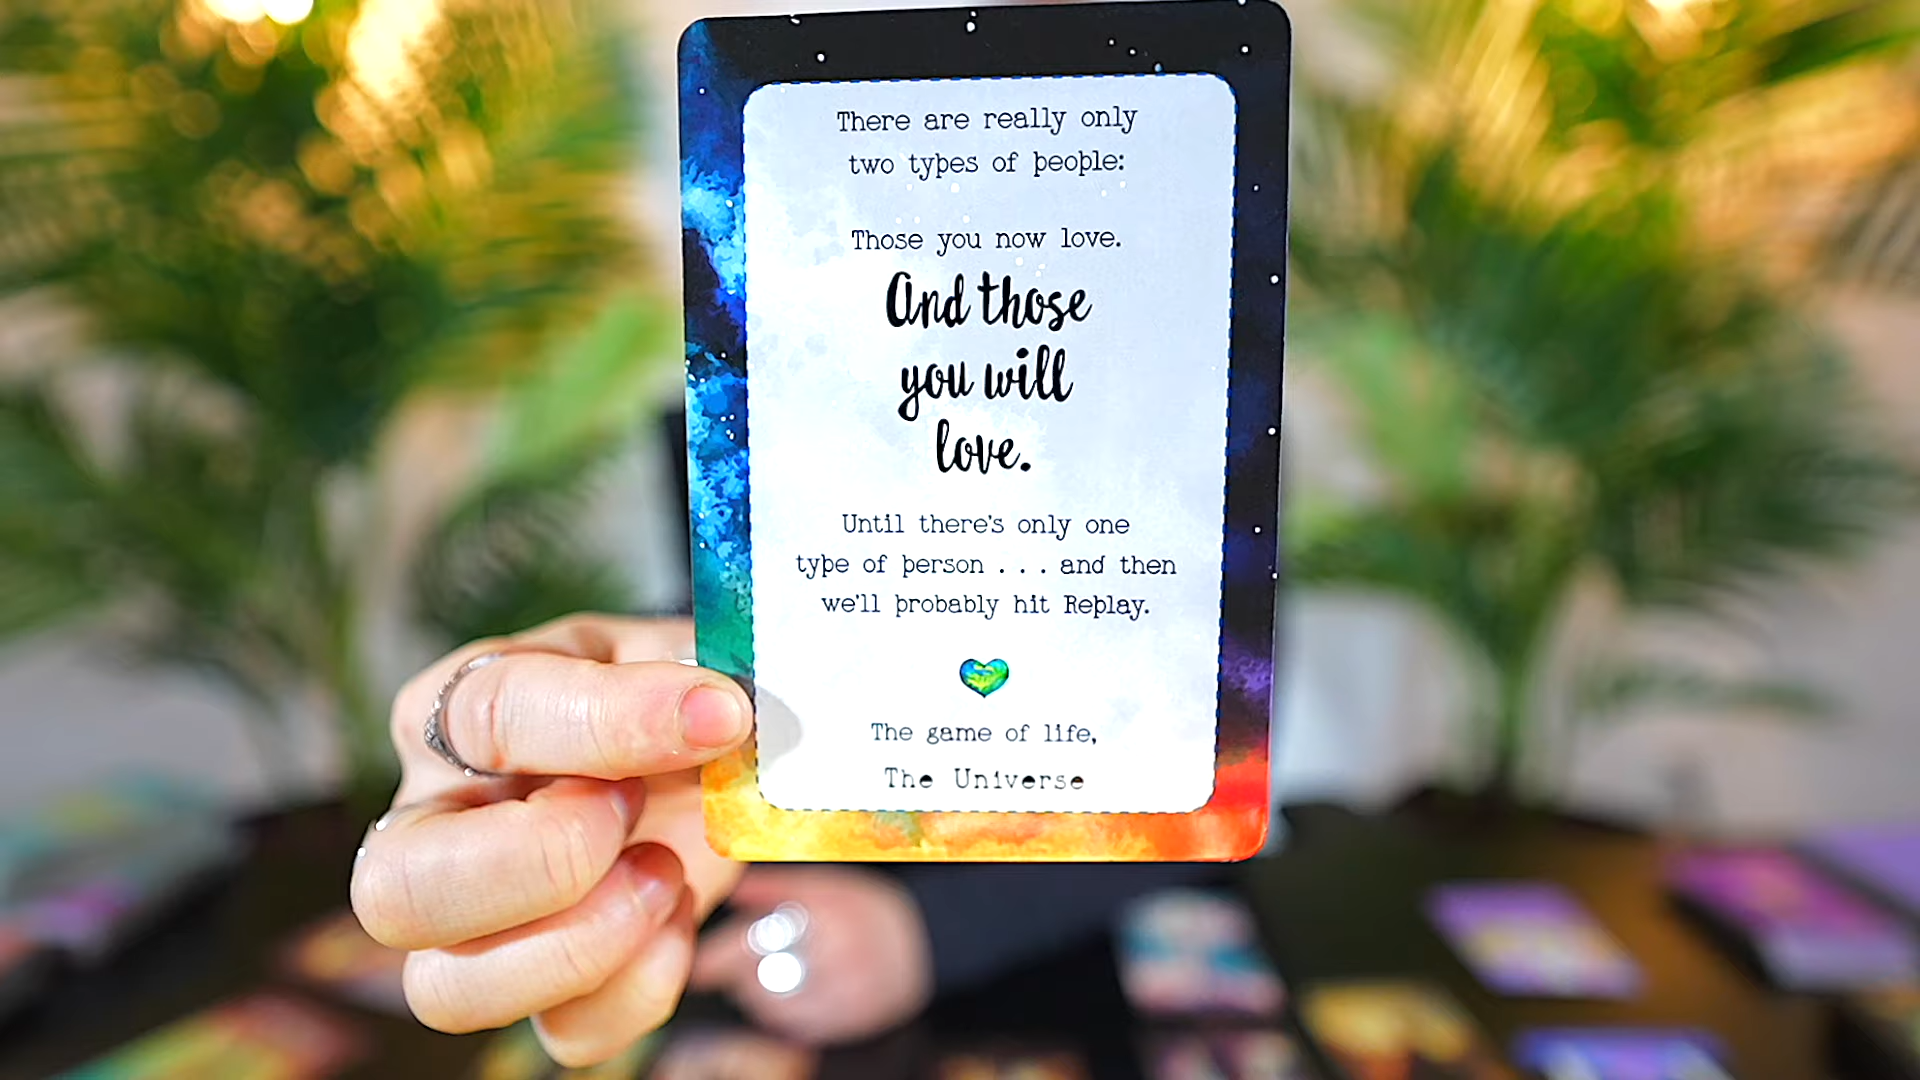 There are really only
two types of people:
Those you now love.
And those
you will
love.
Until there's only one
type of person . . . and then
we'll probably hit Replay.
The game of life,
The Universe